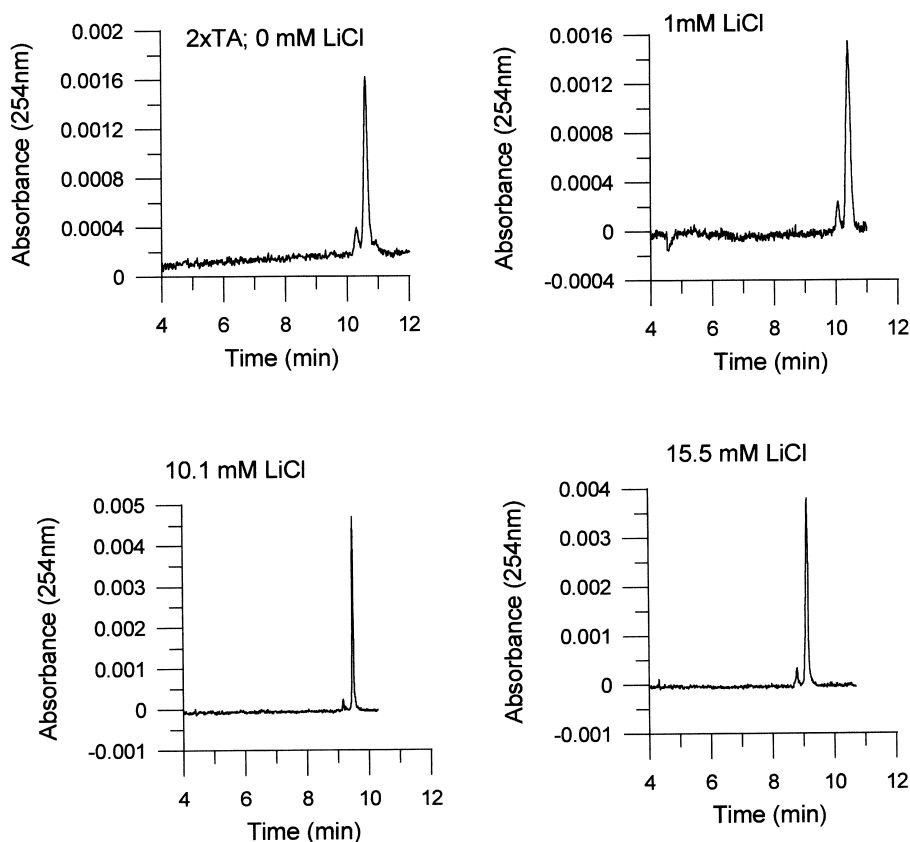 2xTA; 0 mM LiCl
Absorbance (254nm)
0.002
0.0016
0.0012
0.0008
0.0004
0
4 6 8 10 12
Time (min)
1mM LiCl
Absorbance (254nm)
0.0016
0.0012
0.0008
0.0004
0
-0.0004
4 6 8 10 12
Time (min)
10.1 mM LiCl
Absorbance (254nm)
0.005
0.004
0.003
0.002
0.001
0
-0.001
4 6 8 10 12
Time (min)
15.5 mM LiCl
Absorbance (254nm)
0.004
0.003
0.002
0.001
0
-0.001
4 6 8 10 12
Time (min)